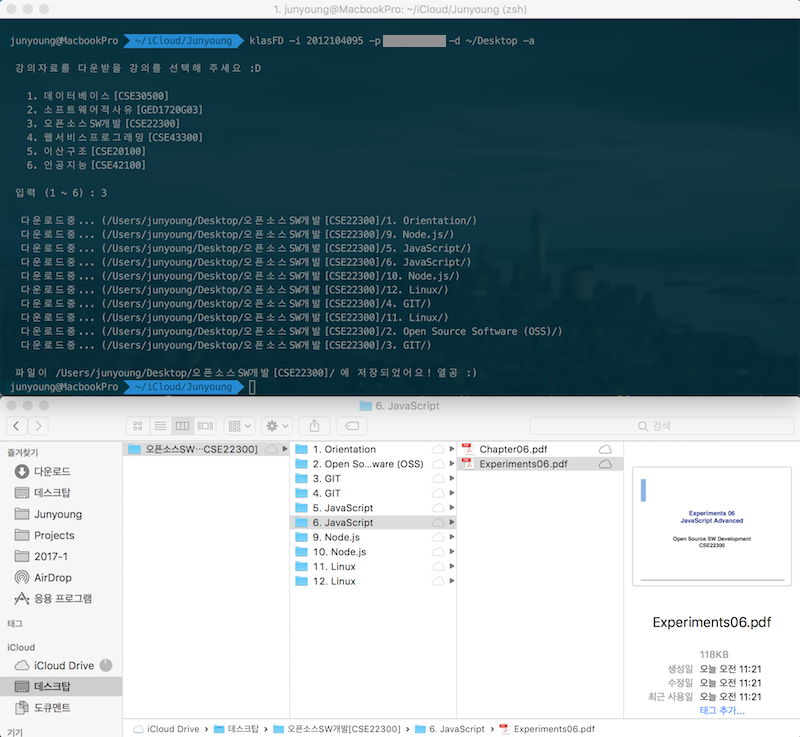 1. junyoung@MacbookPro: ~/iCloud/Junyoung (zsh)
junyoung@MacbookPro ~/iCloud/Junyoung klasFD -i 2012104095 -p -d ~/Desktop -a
강의자료를 다운받을 강의를 선택해 주세요 :D
1. 데이터베이스 [CSE30500]
2. 소프트웨어적사유 [GED1720G03]
3. 오픈소스SW개발 [CSE22300]
4. 웹서비스프로그래밍 [CSE43300]
5. 이산구조 [CSE20100]
6. 인공지능 [CSE42100]
입력 (1 ~ 6) : 3
다운로드중... (/Users/junyoung/Desktop/오픈소스SW개발[CSE22300]/1. Orientation/)
다운로드중... (/Users/junyoung/Desktop/오픈소스SW개발[CSE22300]/9. Node.js/)
다운로드중... (/Users/junyoung/Desktop/오픈소스SW개발[CSE22300]/5. JavaScript/)
다운로드중... (/Users/junyoung/Desktop/오픈소스SW개발[CSE22300]/6. JavaScript/)
다운로드중... (/Users/junyoung/Desktop/오픈소스SW개발[CSE22300]/10. Node.js/)
다운로드중... (/Users/junyoung/Desktop/오픈소스SW개발[CSE22300]/12. Linux/)
다운로드중... (/Users/junyoung/Desktop/오픈소스SW개발[CSE22300]/4. GIT/)
다운로드중... (/Users/junyoung/Desktop/오픈소스SW개발[CSE22300]/11. Linux/)
다운로드중... (/Users/junyoung/Desktop/오픈소스SW개발[CSE22300]/2. Open Source Software (OSS)/)
다운로드중... (/Users/junyoung/Desktop/오픈소스SW개발[CSE22300]/3. GIT/)
파일이 /Users/junyoung/Desktop/오픈소스SW개발[CSE22300]/ 에 저장되었어요! 열공 :)
junyoung@MacbookPro ~/iCloud/Junyoung
6. JavaScript
검색
즐겨찾기
다운로드
데스크탑
Junyoung
Projects
2017-1
AirDrop
응용 프로그램
태그
iCloud
iCloud Drive
데스크탑
도큐멘트
기기
오픈소스SW…CSE22300]
1. Orientation
2. Open So...ware (OSS)
3. GIT
4. GIT
5. JavaScript
6. JavaScript
9. Node.js
10. Node.js
11. Linux
12. Linux
Chapter06.pdf
Experiments06.pdf
Experiments 06
JavaScript Advanced
Open Source SW Development
CSE22300
Experiments06.pdf
118KB
생성일 오늘 오전 11:21
수정일 오늘 오전 11:21
최근 사용일 오늘 오전 11:21
태그 추가...
iCloud Drive › 데스크탑 › 오픈소스SW개발[CSE22300] › 6. JavaScript › Experiments06.pdf